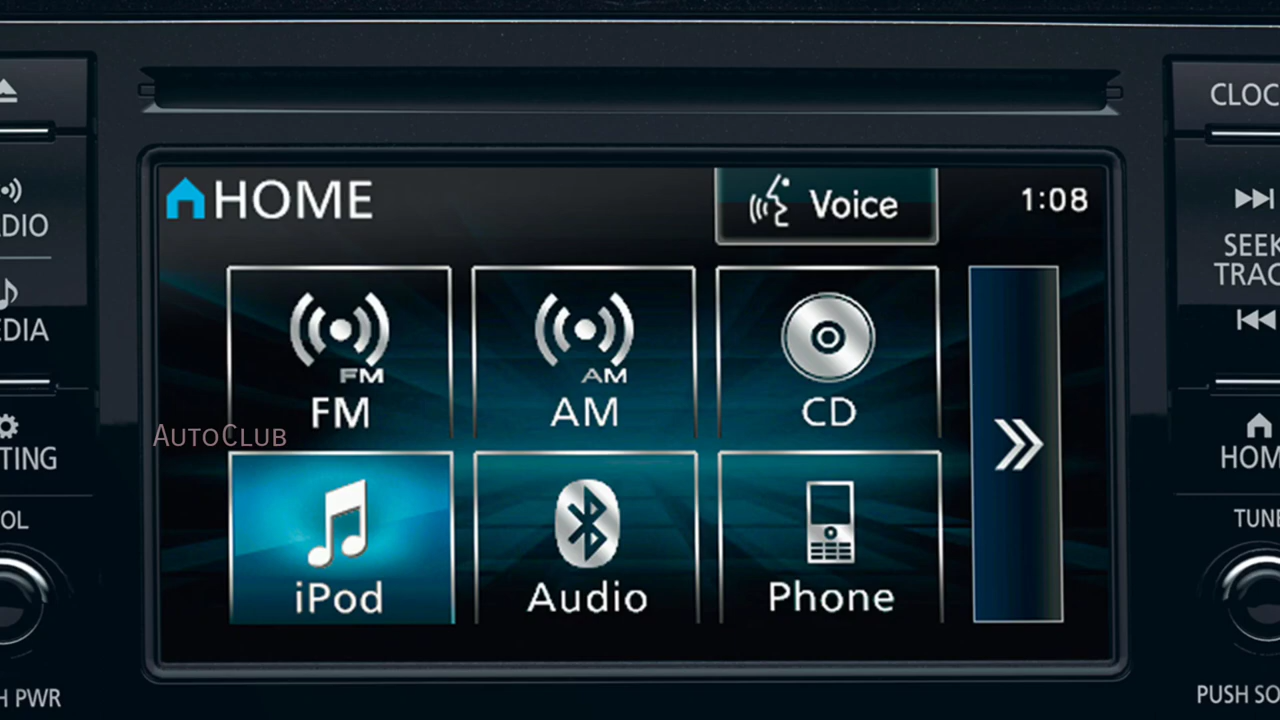 CLOC
HOME
Voice
1:08
DIO
SEEK
TRAC
FM
FM
AM
AM
CD
EDIA
AutoClub
TING
HOM
OL
TUNE
iPod
Audio
Phone
H PWR
PUSH SO